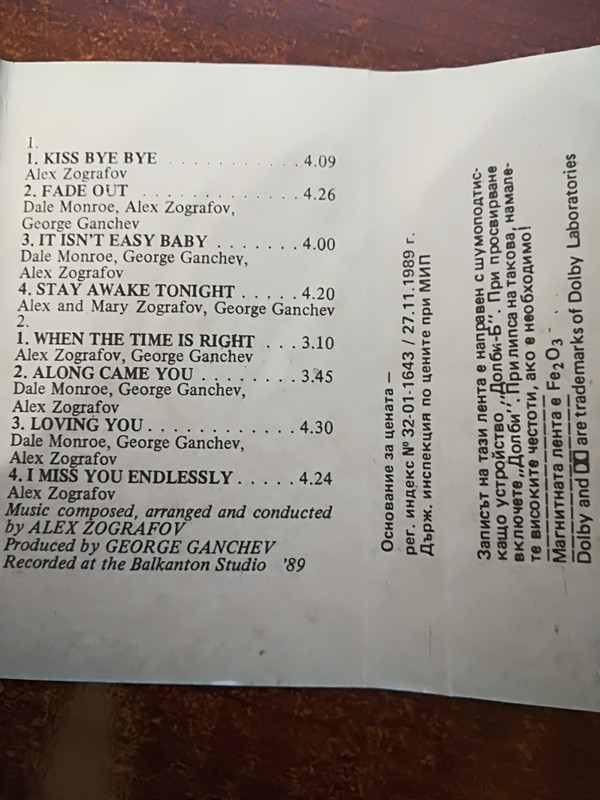 1.
1. KISS BYE BYE . . . . . . . . . . . 4.09
Alex Zografov
2. FADE OUT . . . . . . . . . . . . . 4.26
Dale Monroe, Alex Zografov,
George Ganchev
3. IT ISN'T EASY BABY . . . . . . . 4.00
Dale Monroe, George Ganchev,
Alex Zografov
4. STAY AWAKE TONIGHT . . . . . 4.20
Alex and Mary Zografov, George Ganchev
2.
1. WHEN THE TIME IS RIGHT . . . 3.10
Alex Zografov, George Ganchev
2. ALONG CAME YOU . . . . . . . . 3.45
Dale Monroe, George Ganchev,
Alex Zografov
3. LOVING YOU . . . . . . . . . . . . 4.30
Dale Monroe, George Ganchev,
Alex Zografov
4. I MISS YOU ENDLESSLY . . . . . 4.24
Alex Zografov
Music composed, arranged and conducted
by ALEX ZOGRAFOV
Produced by GEORGE GANCHEV
Recorded at the Balkanton Studio '89
Основание за цената –
рег. индекс № 32-01-1643 / 27.11.1989 г.
Държ. инспекция по цените при МИП
Записът на тази лента е направен с шумоподтис-
кащо устройство „Долби-Б". При просвирване
включете „Долби". При липса на такова, намале-
те високите честоти, ако е необходимо!
Магнитната лента е Fe2O3
Dolby and are trademarks of Dolby Laboratories